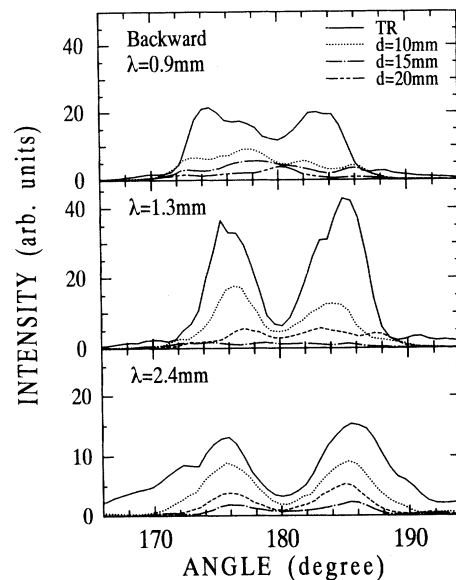 Backward
λ=0.9mm
TR
d=10mm
d=15mm
d=20mm
40
20
0
λ=1.3mm
40
20
0
λ=2.4mm
20
10
0
170
180
190
INTENSITY (arb. units)
ANGLE (degree)